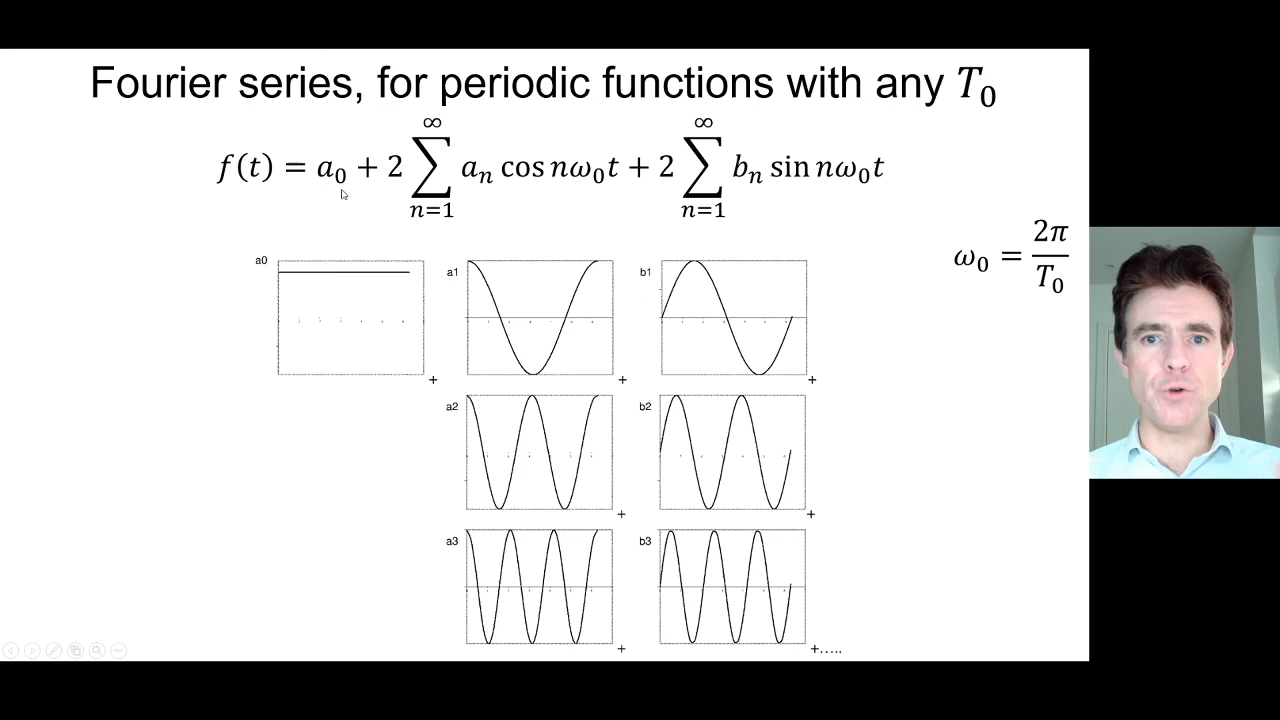 Fourier series, for periodic functions with any T₀
f(t) = a₀ + 2 ∑_{n=1}^{∞} aₙ cos nω₀t + 2 ∑_{n=1}^{∞} bₙ sin nω₀t
ω₀ = 2π/T₀
a0
a1
b1
+
+
+
a2
b2
+
+
a3
b3
+
+.....